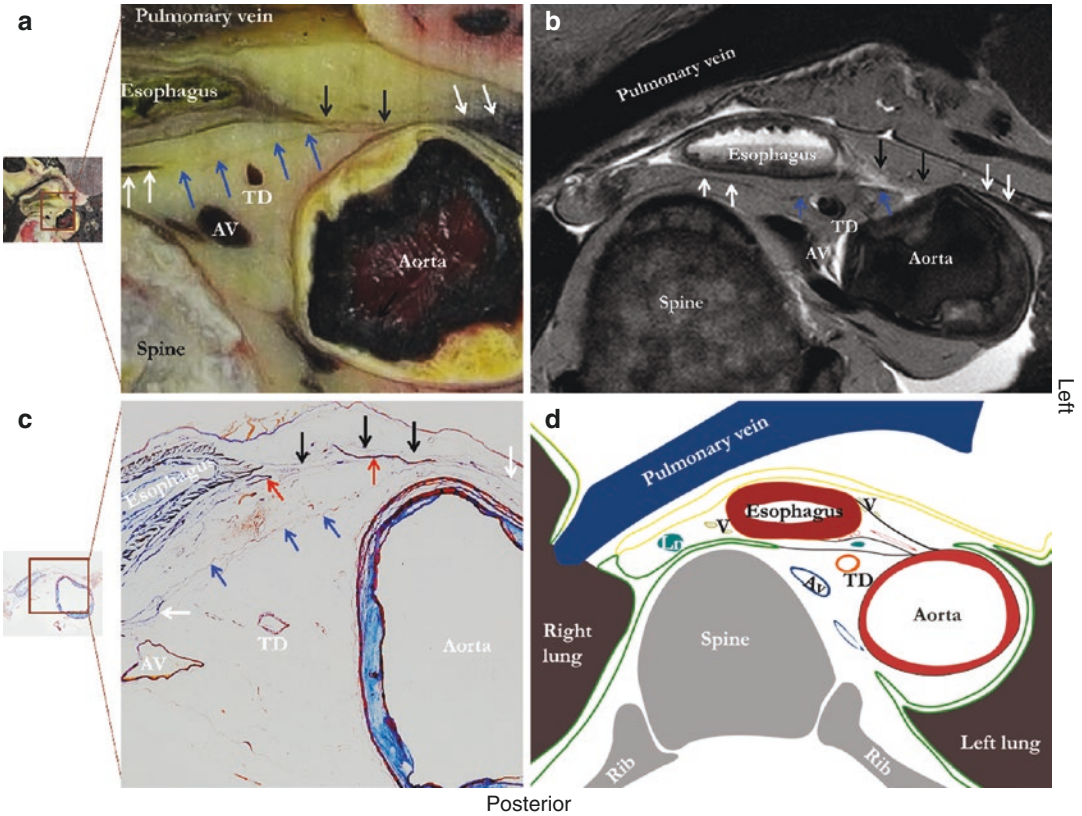 a
Pulmonary vein
Esophagus
TD
AV
Aorta
Spine
b
Pulmonary vein
Esophagus
TD
AV
Aorta
Spine
Left
c
Esophagus
TD
AV
Aorta
d
Pulmonary vein
Esophagus
V
V
Ln
TD
Av
Aorta
Right
lung
Spine
Left lung
Rib
Rib
Posterior